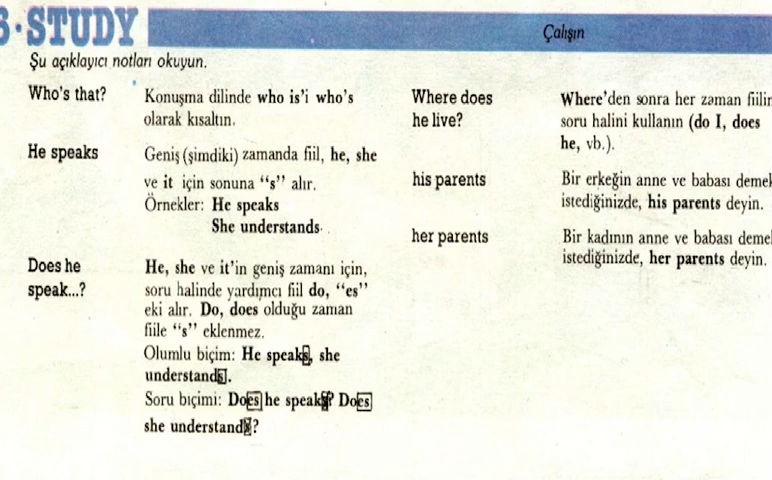 6·STUDY
Çalışın
Şu açıklayıcı notları okuyun.
Who's that?
Konuşma dilinde who is'i who's
olarak kısaltın.
He speaks
Geniş (şimdiki) zamanda fiil, he, she
ve it için sonuna “s” alır.
Örnekler: He speaks
She understands.
Does he
speak...?
He, she ve it'in geniş zamanı için,
soru halinde yardımcı fiil do, “es”
eki alır. Do, does olduğu zaman
fiile “s” eklenmez.
Olumlu biçim: He speaks, she
understands.
Soru biçimi: Does he speaks? Does
she understands?
Where does
he live?
Where'den sonra her zaman fiilin
soru halini kullanın (do I, does
he, vb.).
his parents
Bir erkeğin anne ve babası demek
istediğinizde, his parents deyin.
her parents
Bir kadının anne ve babası demek
istediğinizde, her parents deyin.